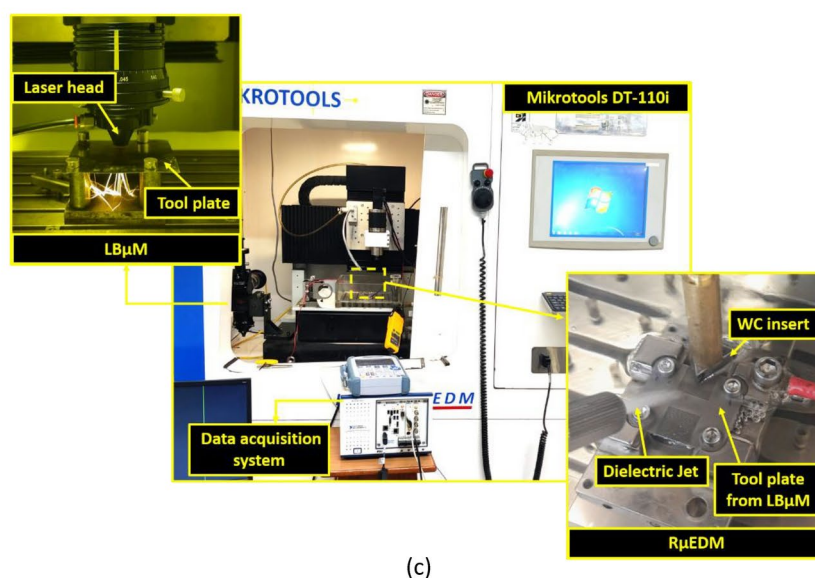 Laser head
Tool plate
LBµM
KROTOOLS
Mikrotools DT-110i
EDM
Data acquisition
system
WC insert
Dielectric Jet
Tool plate
from LBµM
RµEDM
(c)